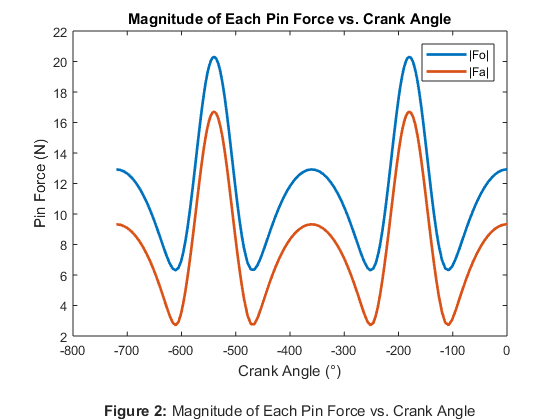 Magnitude of Each Pin Force vs. Crank Angle
22
20
18
16
14
12
10
8
6
4
2
Pin Force (N)
|Fo|
|Fa|
-800 -700 -600 -500 -400 -300 -200 -100 0
Crank Angle (°)
Figure 2: Magnitude of Each Pin Force vs. Crank Angle